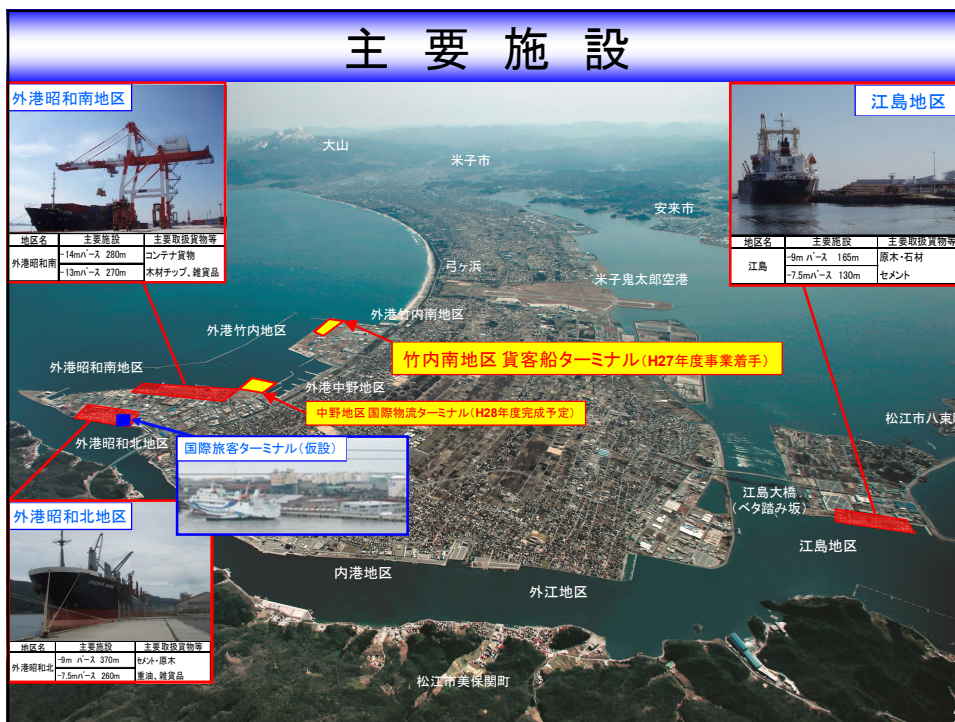 主要施設
外港昭和南地区
地区名 主要施設 主要取扱貨物等
外港昭和南 -14mバース 280m コンテナ貨物
-13mバース 270m 木材チップ、雑貨品
江島地区
地区名 主要施設 主要取扱貨物等
江島 -9m バース 165m 原木・石材
-7.5mバース 130m セメント
大山
米子市
安来市
弓ヶ浜
米子鬼太郎空港
外港竹内南地区
外港竹内地区
竹内南地区 貨客船ターミナル(H27年度事業着手)
外港昭和南地区
外港中野地区
中野地区 国際物流ターミナル(H28年度完成予定)
外港昭和北地区
国際旅客ターミナル(仮設)
松江市八束町
江島大橋
(ベタ踏み坂)
江島地区
外港昭和北地区
地区名 主要施設 主要取扱貨物等
外港昭和北 -9m バース 370m セメント・原木
-7.5mバース 260m 重油、雑貨品
内港地区
外江地区
松江市美保関町